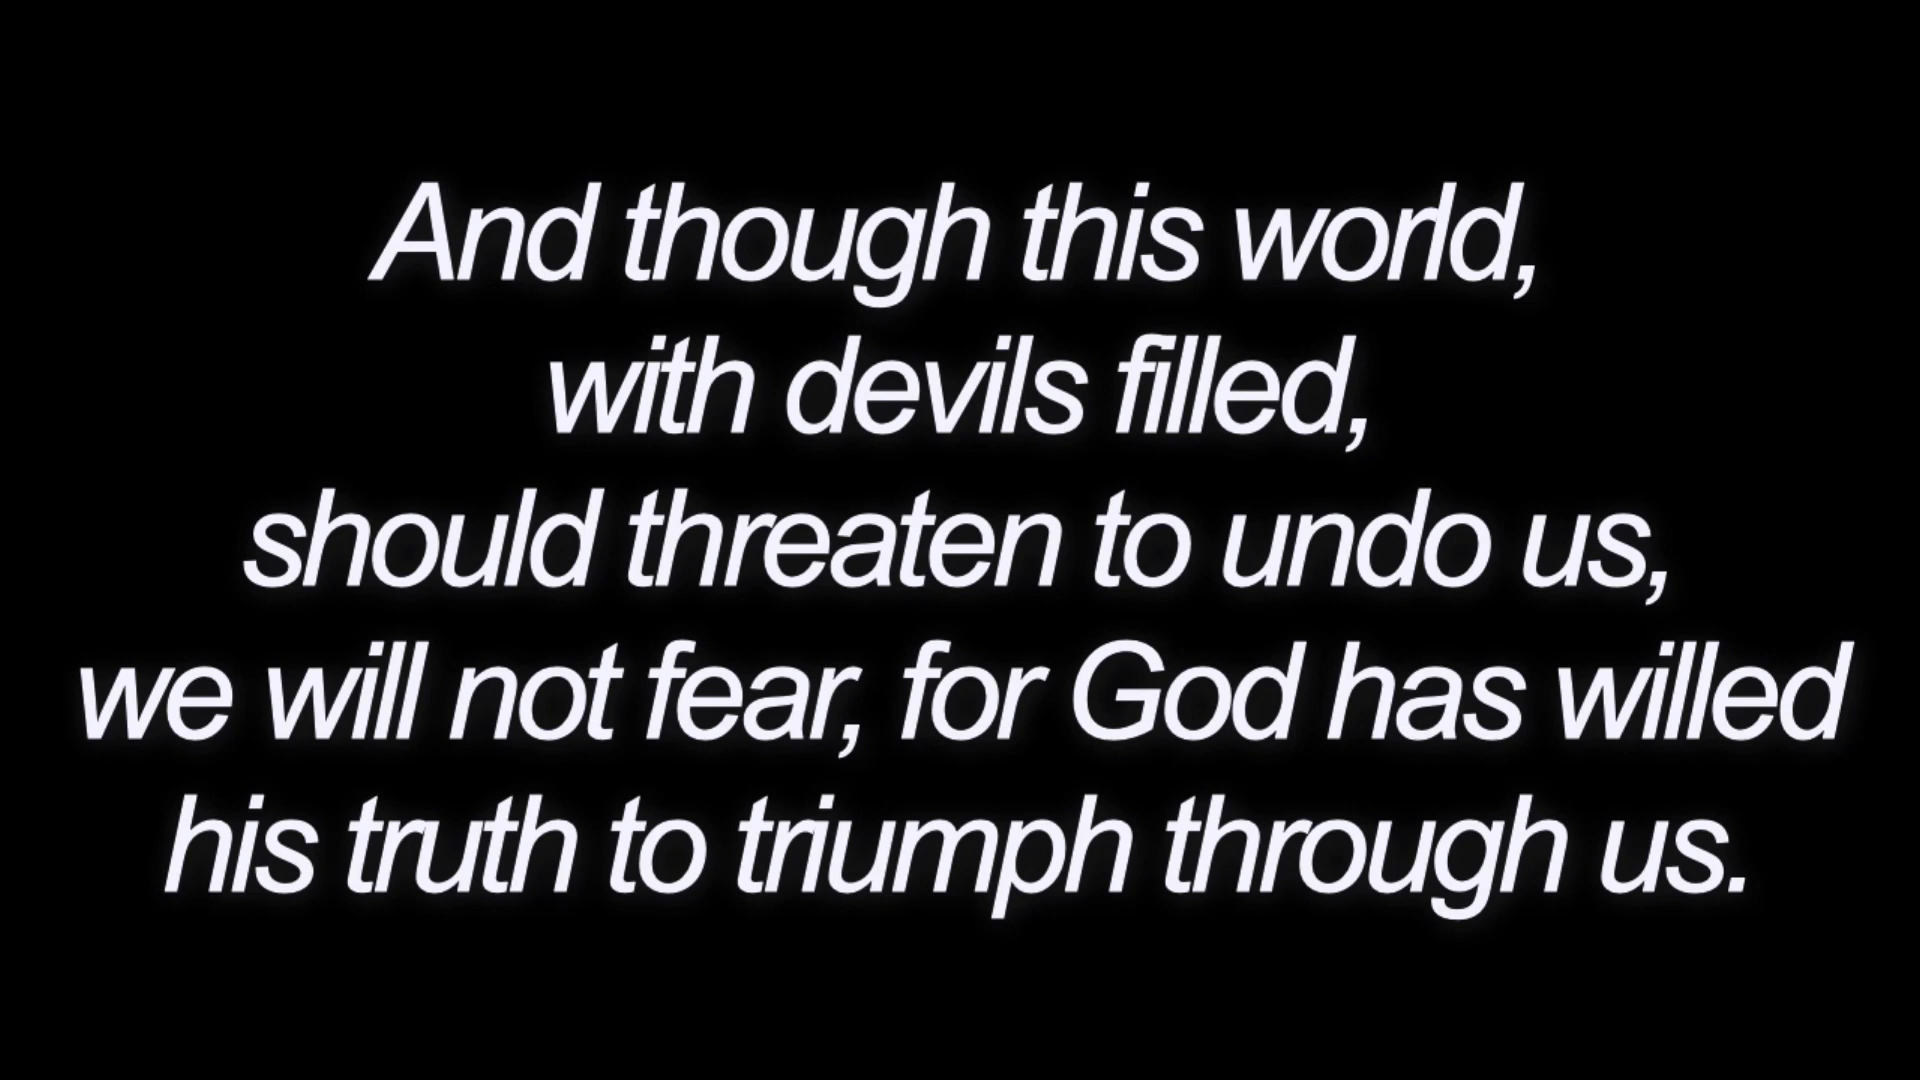 And though this world,
with devils filled,
should threaten to undo us,
we will not fear, for God has willed
his truth to triumph through us.